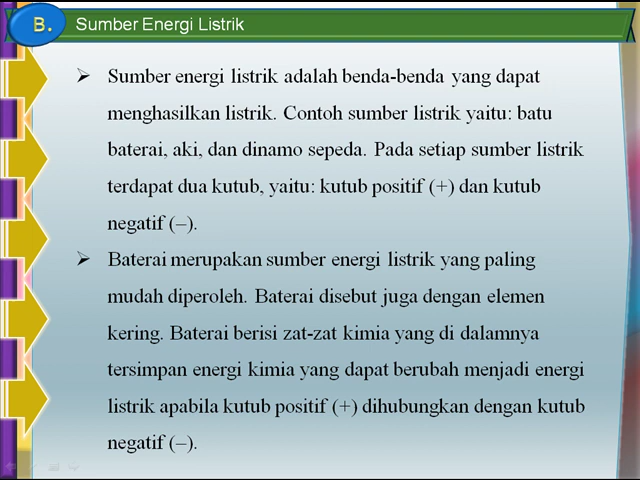 B. Sumber Energi Listrik
➢ Sumber energi listrik adalah benda-benda yang dapat
menghasilkan listrik. Contoh sumber listrik yaitu: batu
baterai, aki, dan dinamo sepeda. Pada setiap sumber listrik
terdapat dua kutub, yaitu: kutub positif (+) dan kutub
negatif (–).
➢ Baterai merupakan sumber energi listrik yang paling
mudah diperoleh. Baterai disebut juga dengan elemen
kering. Baterai berisi zat-zat kimia yang di dalamnya
tersimpan energi kimia yang dapat berubah menjadi energi
listrik apabila kutub positif (+) dihubungkan dengan kutub
negatif (–).